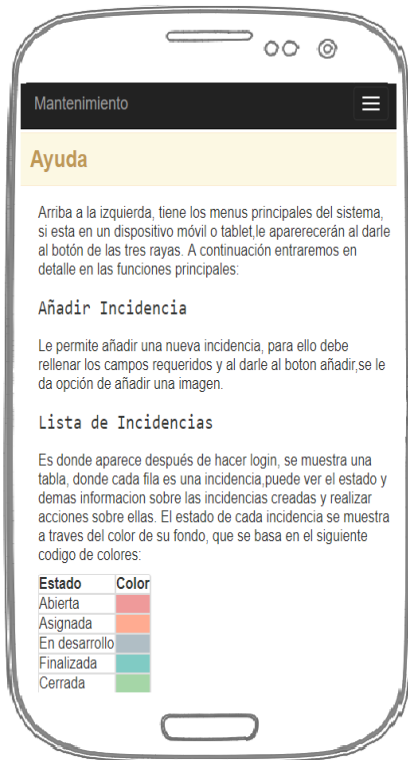 Mantenimiento
Ayuda
Arriba a la izquierda, tiene los menus principales del sistema,
si esta en un dispositivo móvil o tablet,le aparerecerán al darle
al botón de las tres rayas. A continuación entraremos en
detalle en las funciones principales:
Añadir Incidencia
Le permite añadir una nueva incidencia, para ello debe
rellenar los campos requeridos y al darle al boton añadir,se le
da opción de añadir una imagen.
Lista de Incidencias
Es donde aparece después de hacer login, se muestra una
tabla, donde cada fila es una incidencia,puede ver el estado y
demas informacion sobre las incidencias creadas y realizar
acciones sobre ellas. El estado de cada incidencia se muestra
a traves del color de su fondo, que se basa en el siguiente
codigo de colores:
Estado Color
Abierta
Asignada
En desarrollo
Finalizada
Cerrada